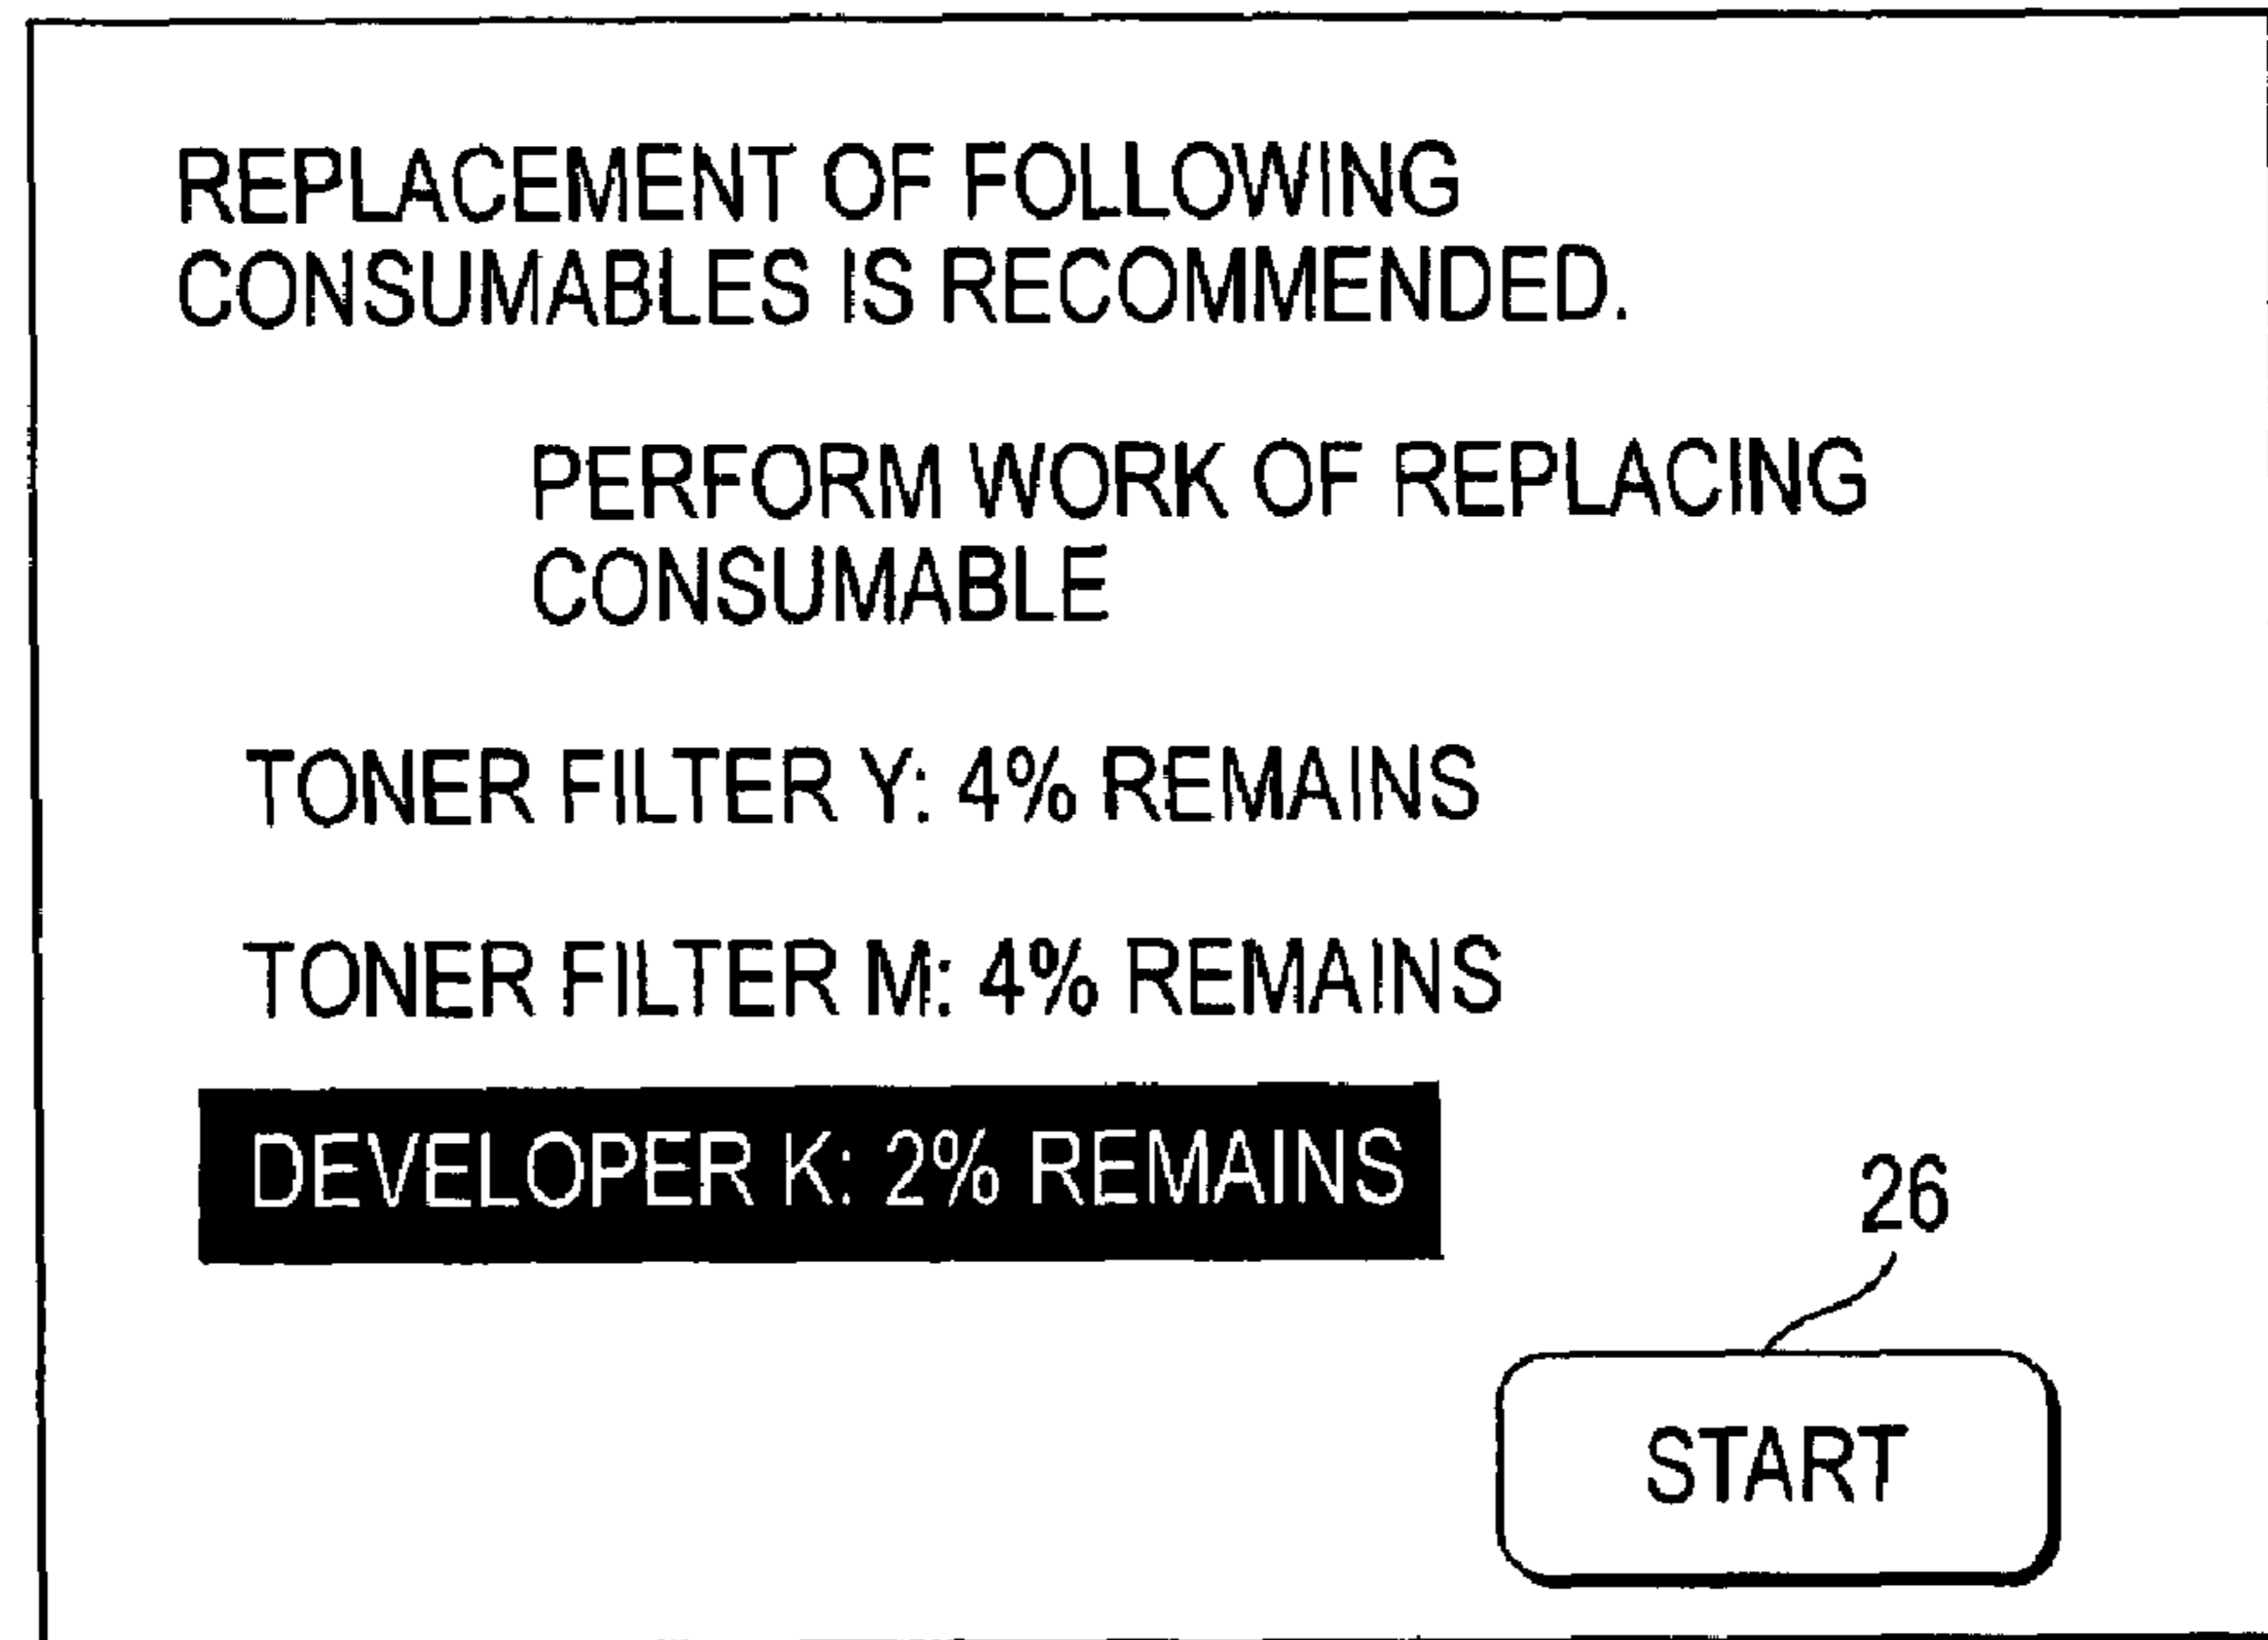 REPLACEMENT OF FOLLOWING
CONSUMABLES IS RECOMMENDED.
PERFORM WORK OF REPLACING
CONSUMABLE
TONER FILTER Y: 4% REMAINS
TONER FILTER M: 4% REMAINS
DEVELOPER K: 2% REMAINS
26
START